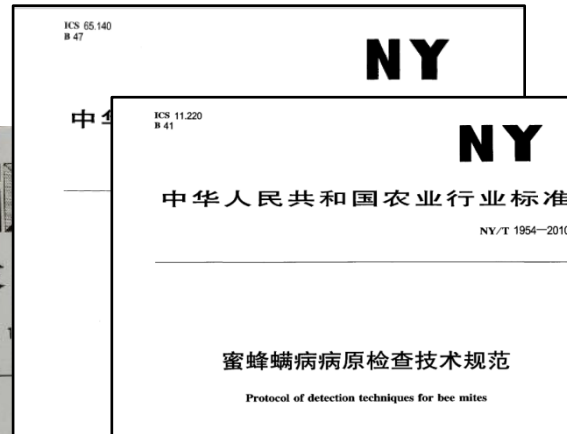 ICS 65.140
B 47
NY
中华
ICS 11.220
B 41
NY
中华人民共和国农业行业标准
NY/T 1954—2010
蜜蜂螨病病原检查技术规范
Protocol of detection techniques for bee mites